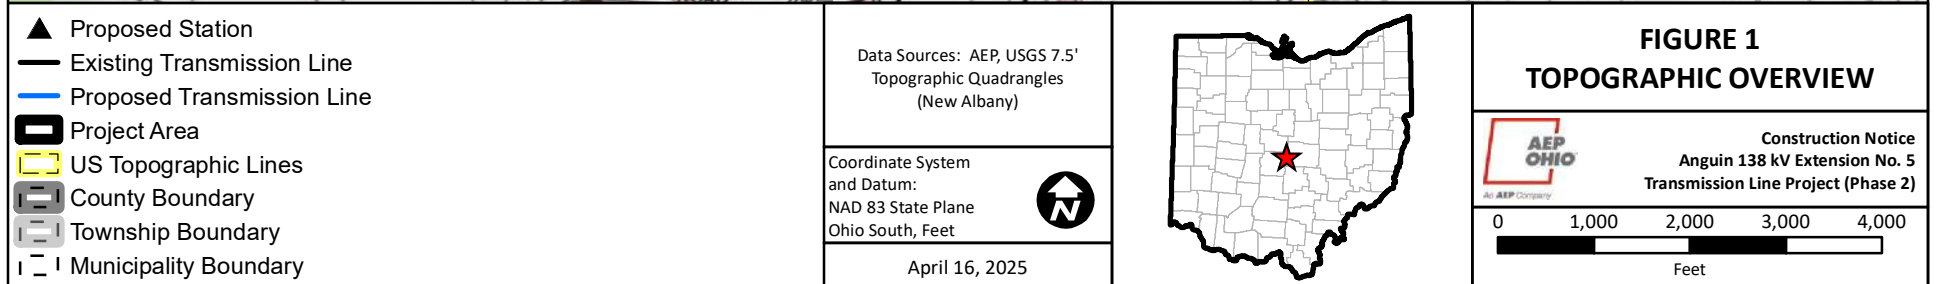 Proposed Station
Existing Transmission Line
Proposed Transmission Line
Project Area
US Topographic Lines
County Boundary
Township Boundary
Municipality Boundary
Data Sources: AEP, USGS 7.5'
Topographic Quadrangles
(New Albany)
Coordinate System
and Datum:
NAD 83 State Plane
Ohio South, Feet
N
April 16, 2025
FIGURE 1
TOPOGRAPHIC OVERVIEW
AEP
OHIO
An AEP Company
Construction Notice
Anguin 138 kV Extension No. 5
Transmission Line Project (Phase 2)
0 1,000 2,000 3,000 4,000
Feet